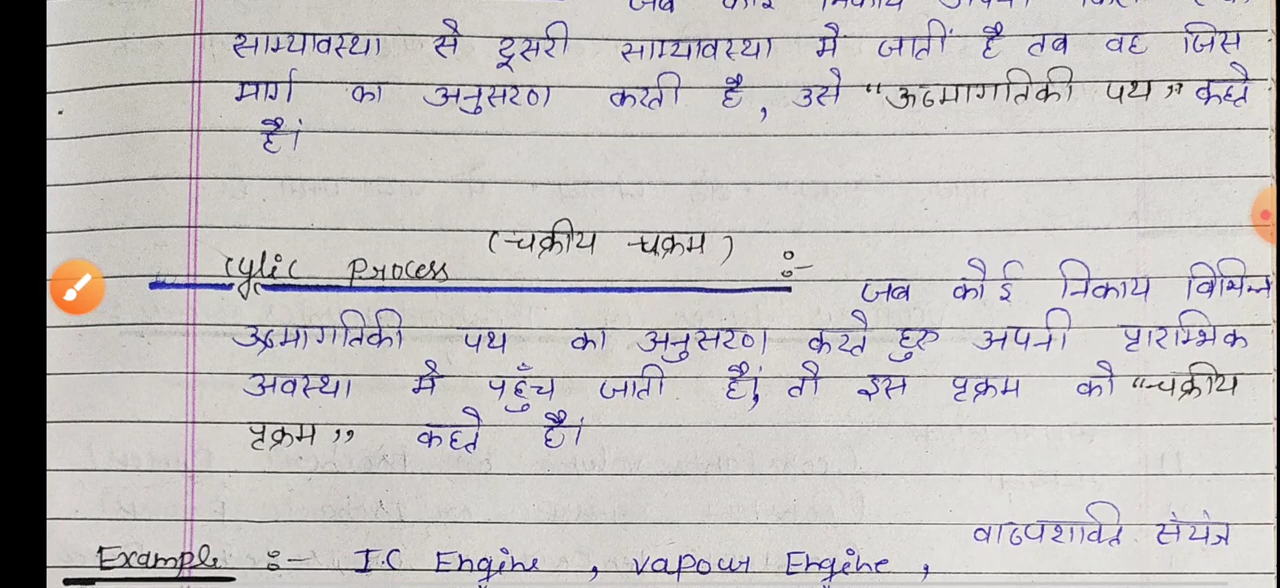 साम्यावस्था से दूसरी साम्यावस्था में जाती है तब वह जिस
मार्ग का अनुसरण करती है, उसे "ऊष्मागतिकी पथ" कहते
है।
(चक्रीय प्रक्रम)
Cylic Process :-
जब कोई निकाय विभिन्न
ऊष्मागतिकी पथ का अनुसरण करते हुए अपनी प्रारम्भिक
अवस्था में पहुँच जाती है, तो इस प्रक्रम को "चक्रीय
प्रक्रम" कहते है।
वाष्पशक्ति संयंत्र
Example :- I.C Engine, vapour Engine,